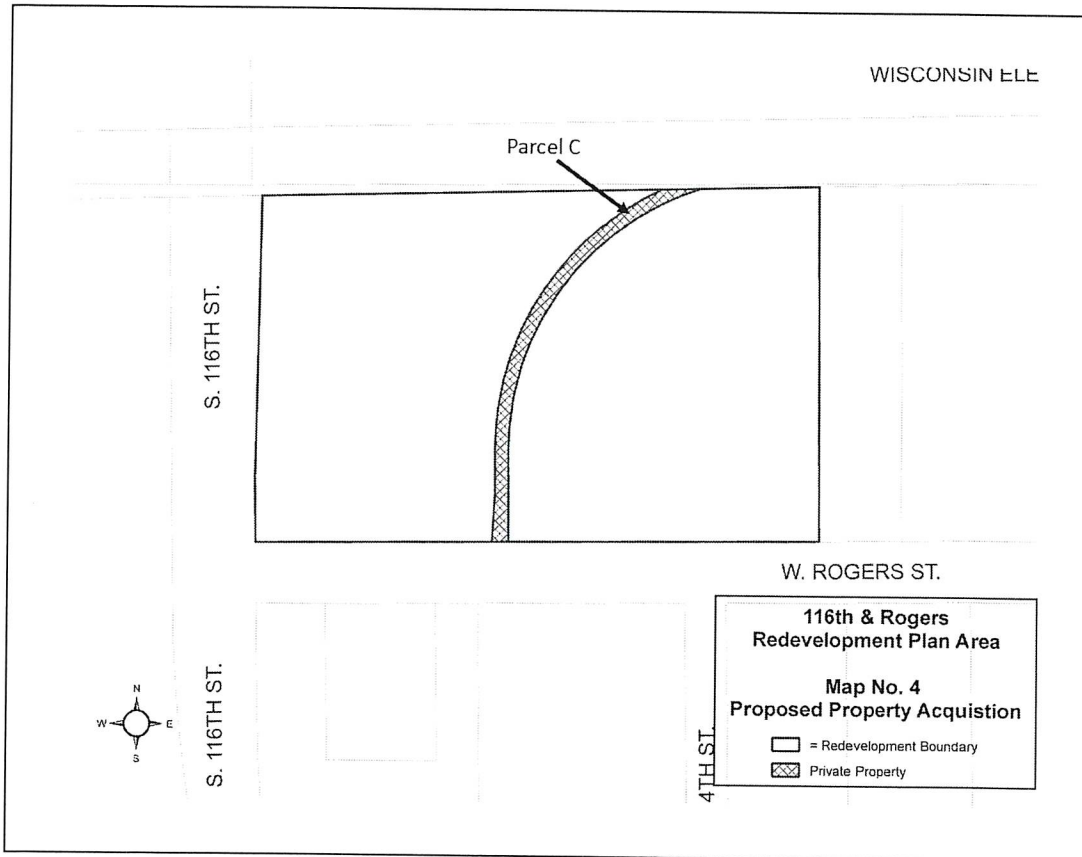 WISCONSIN ELE
Parcel C
S. 116TH ST.
W. ROGERS ST.
116th & Rogers
Redevelopment Plan Area
Map No. 4
Proposed Property Acquistion
= Redevelopment Boundary
Private Property
N
W
E
S
S. 116TH ST.
4TH ST.